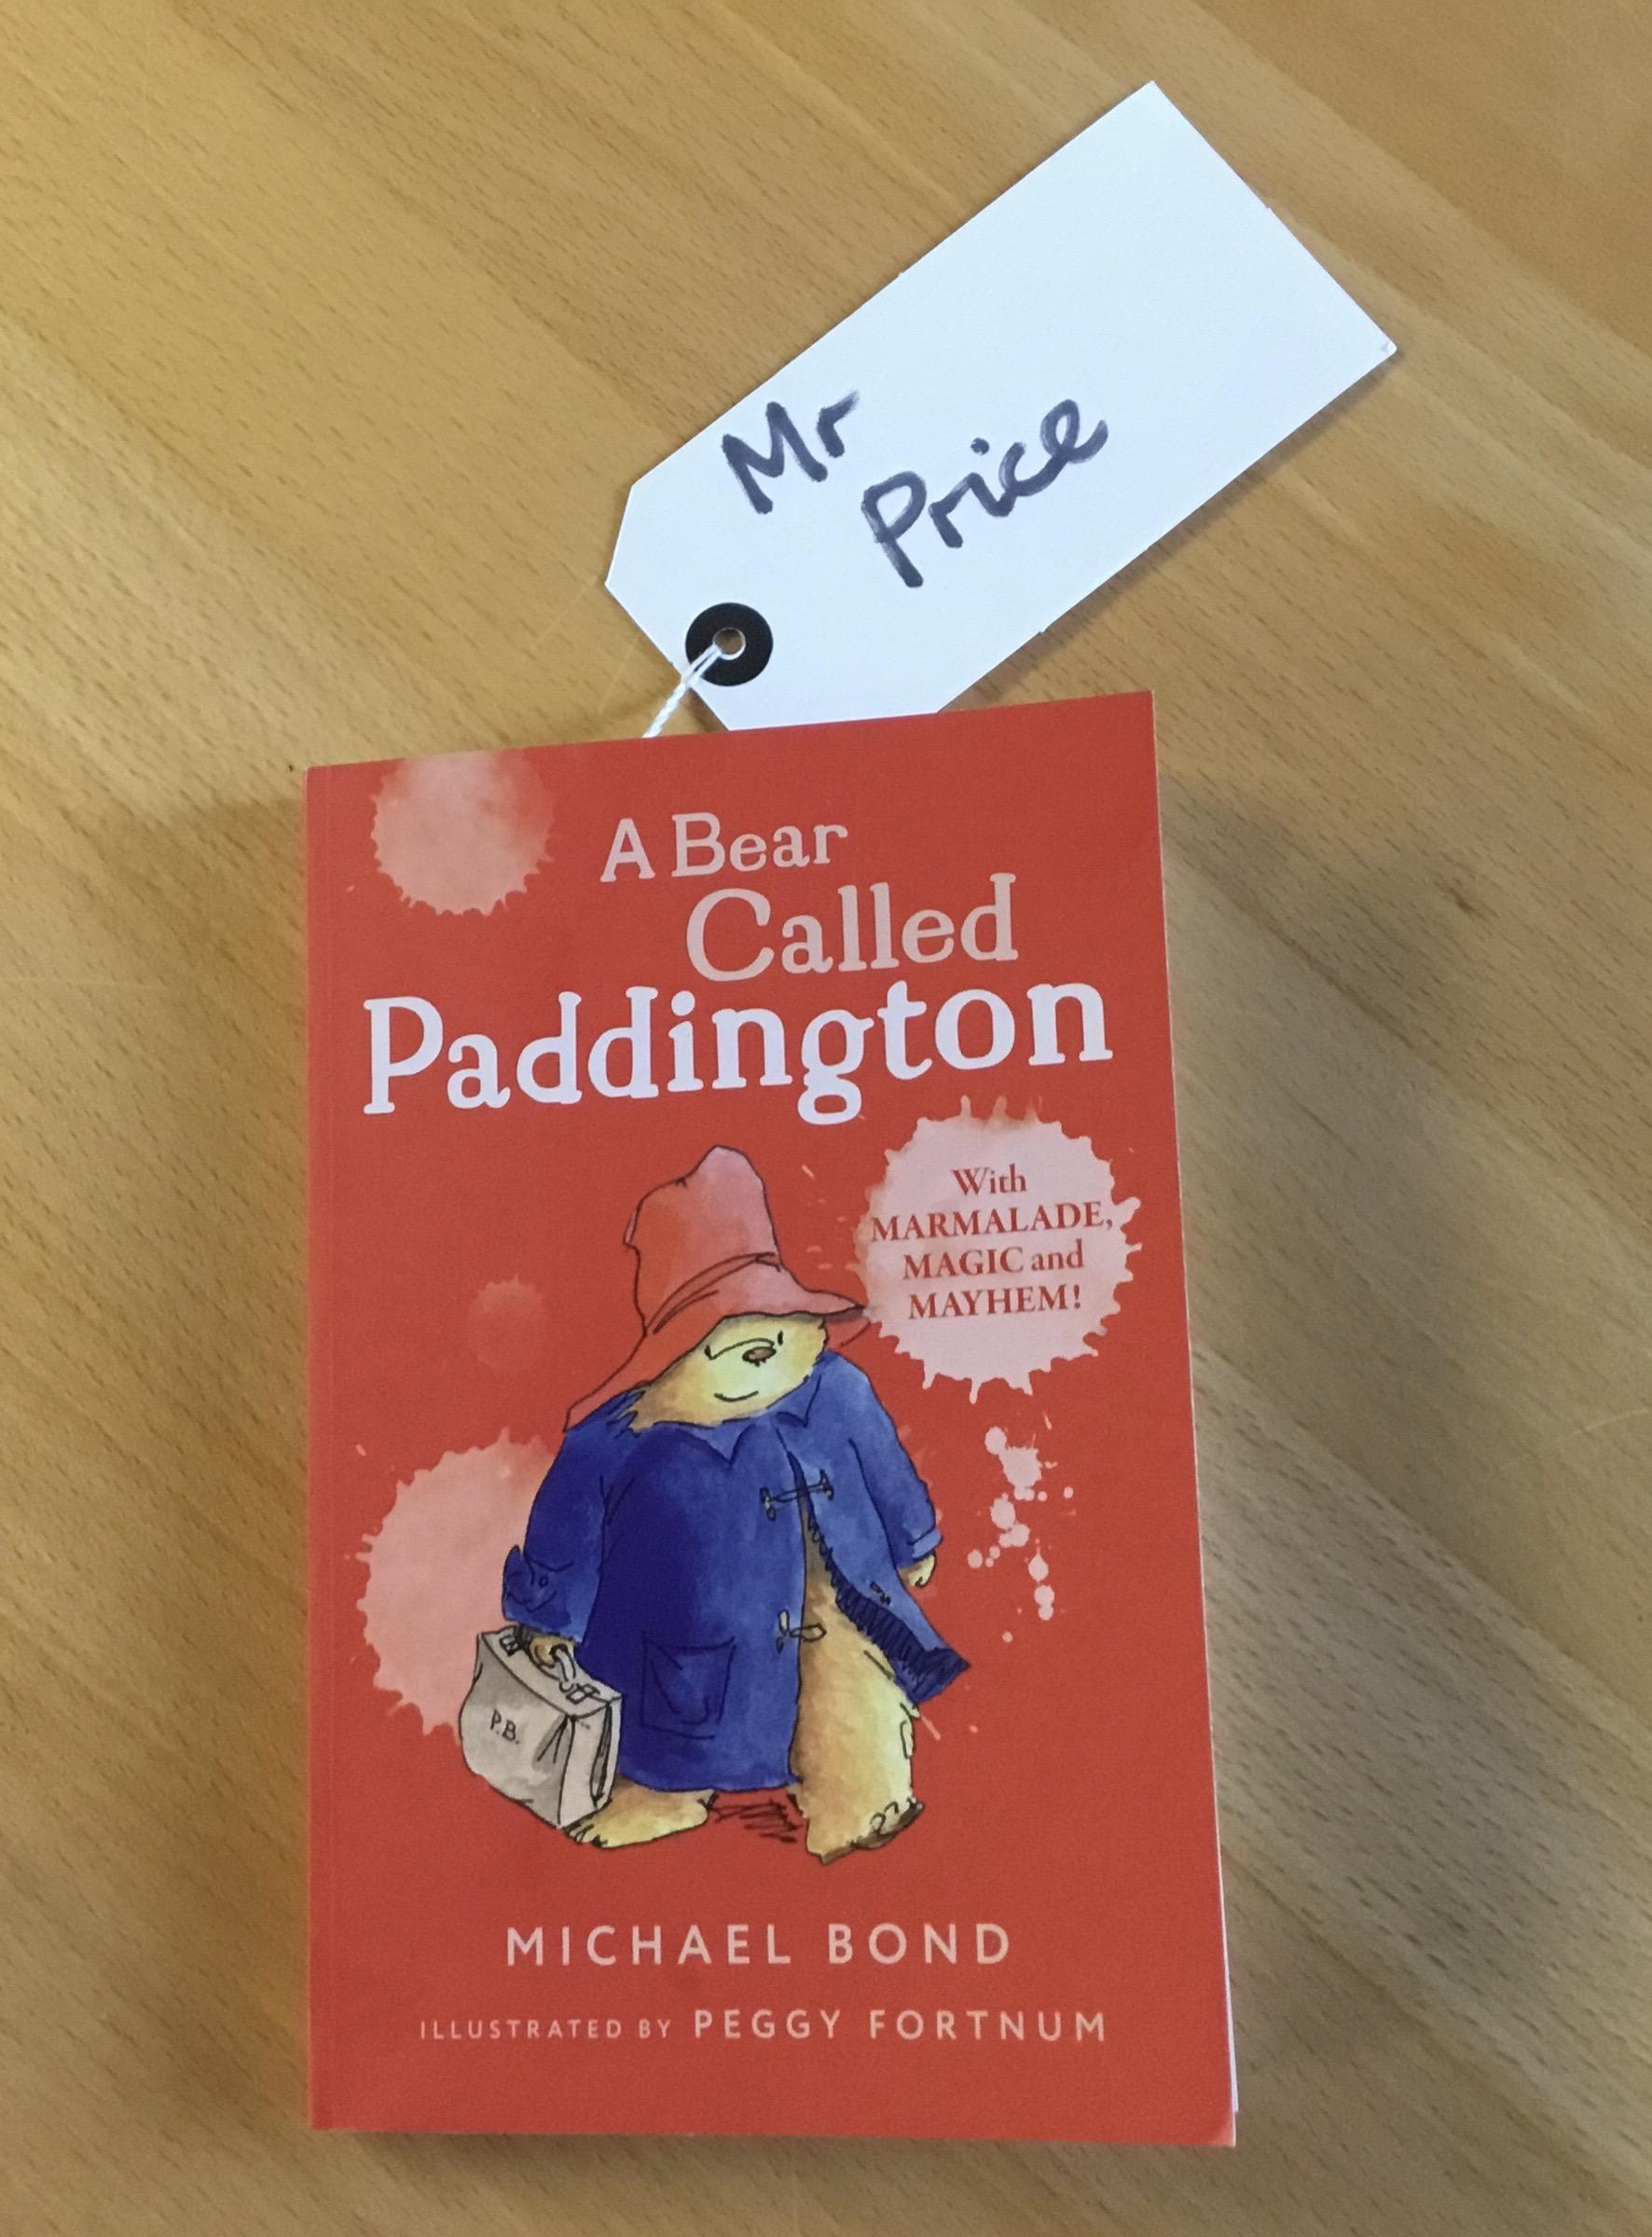 Mr
Price
A Bear
Called
Paddington
With
MARMALADE,
MAGIC and
MAYHEM!
P.B.
MICHAEL BOND
ILLUSTRATED BY PEGGY FORTNUM